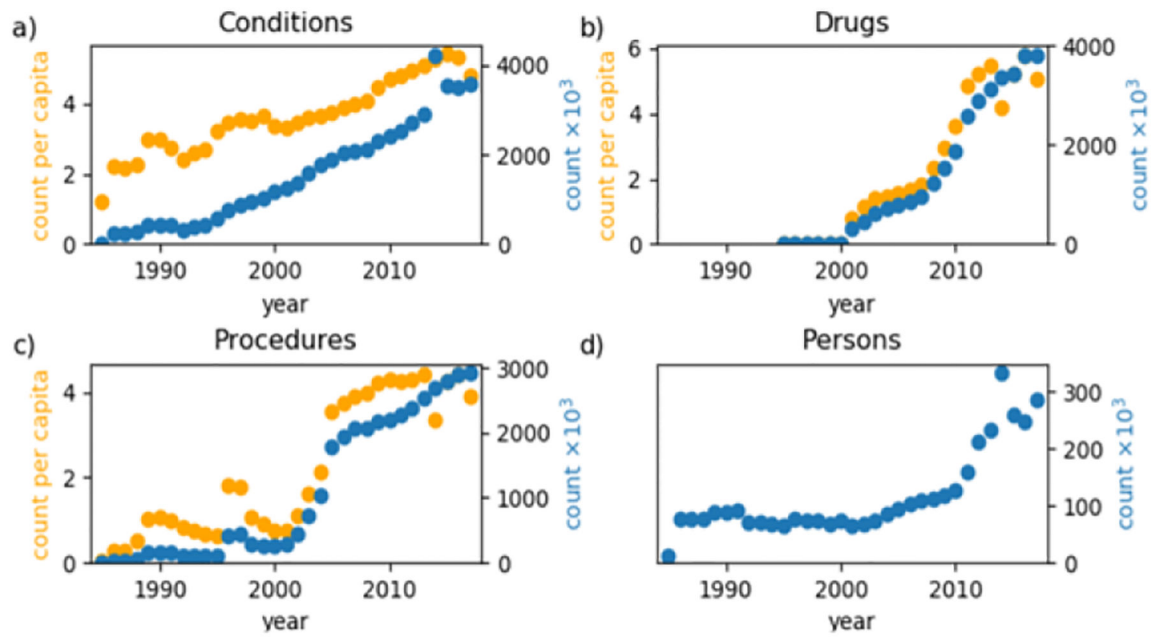 a) Conditions
count per capita
4
2
0
4000
2000
0
count ×10³
1990 2000 2010
year
b) Drugs
count per capita
6
4
2
0
4000
2000
0
count ×10³
1990 2000 2010
year
c) Procedures
count per capita
4
2
0
3000
2000
1000
0
count ×10³
1990 2000 2010
year
d) Persons
300
200
100
0
count ×10³
1990 2000 2010
year